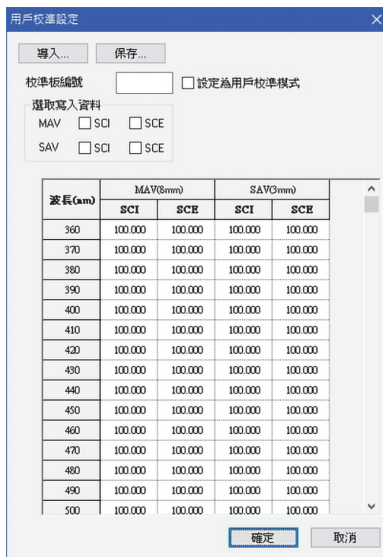 用戶校準設定
導入... 保存...
校準板編號 設定為用戶校準模式
選取寫入資料
MAV SCI SCE
SAV SCI SCE
波長(nm) MAV(8mm) SAV(3mm)
SCI SCE SCI SCE
360 100.000 100.000 100.000 100.000
370 100.000 100.000 100.000 100.000
380 100.000 100.000 100.000 100.000
390 100.000 100.000 100.000 100.000
400 100.000 100.000 100.000 100.000
410 100.000 100.000 100.000 100.000
420 100.000 100.000 100.000 100.000
430 100.000 100.000 100.000 100.000
440 100.000 100.000 100.000 100.000
450 100.000 100.000 100.000 100.000
460 100.000 100.000 100.000 100.000
470 100.000 100.000 100.000 100.000
480 100.000 100.000 100.000 100.000
490 100.000 100.000 100.000 100.000
500 100.000 100.000 100.000 100.000
確定 取消